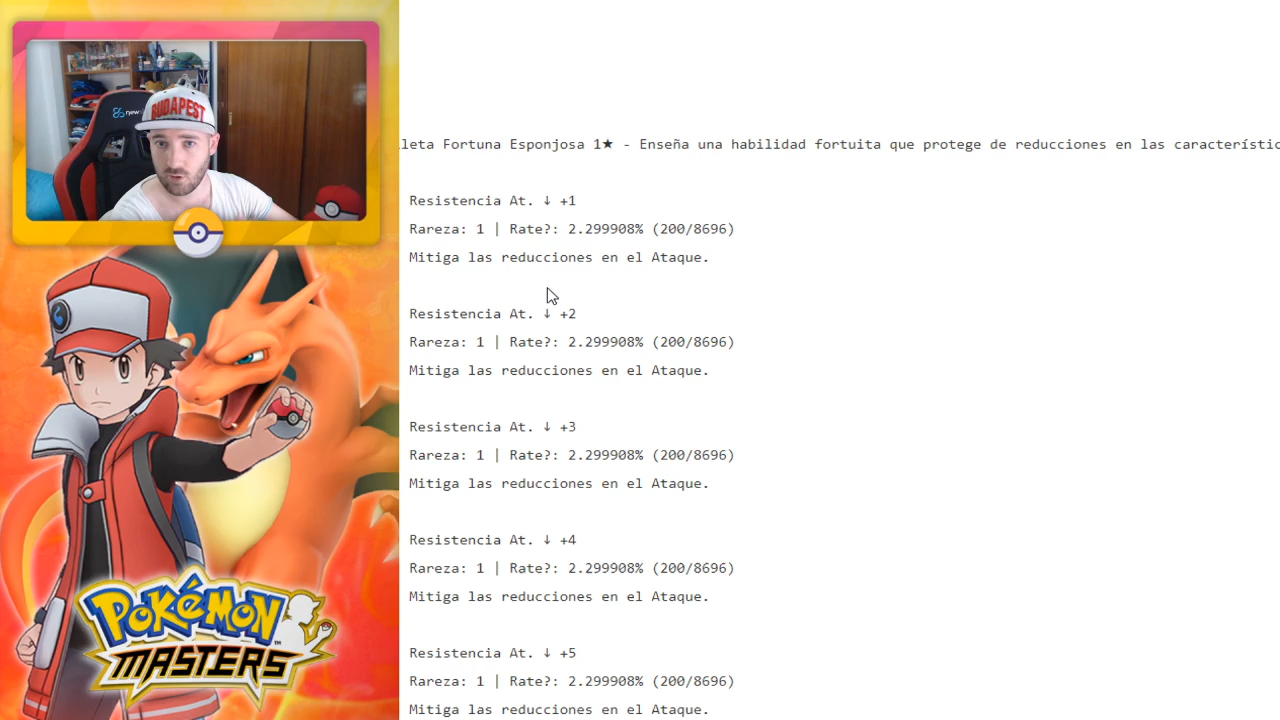 new
BUDAPEST
POKéMON
MASTERS
leta Fortuna Esponjosa 1★ - Enseña una habilidad fortuita que protege de reducciones en las característic
Resistencia At. ↓ +1
Rareza: 1 | Rate?: 2.299908% (200/8696)
Mitiga las reducciones en el Ataque.
Resistencia At. ↓ +2
Rareza: 1 | Rate?: 2.299908% (200/8696)
Mitiga las reducciones en el Ataque.
Resistencia At. ↓ +3
Rareza: 1 | Rate?: 2.299908% (200/8696)
Mitiga las reducciones en el Ataque.
Resistencia At. ↓ +4
Rareza: 1 | Rate?: 2.299908% (200/8696)
Mitiga las reducciones en el Ataque.
Resistencia At. ↓ +5
Rareza: 1 | Rate?: 2.299908% (200/8696)
Mitiga las reducciones en el Ataque.